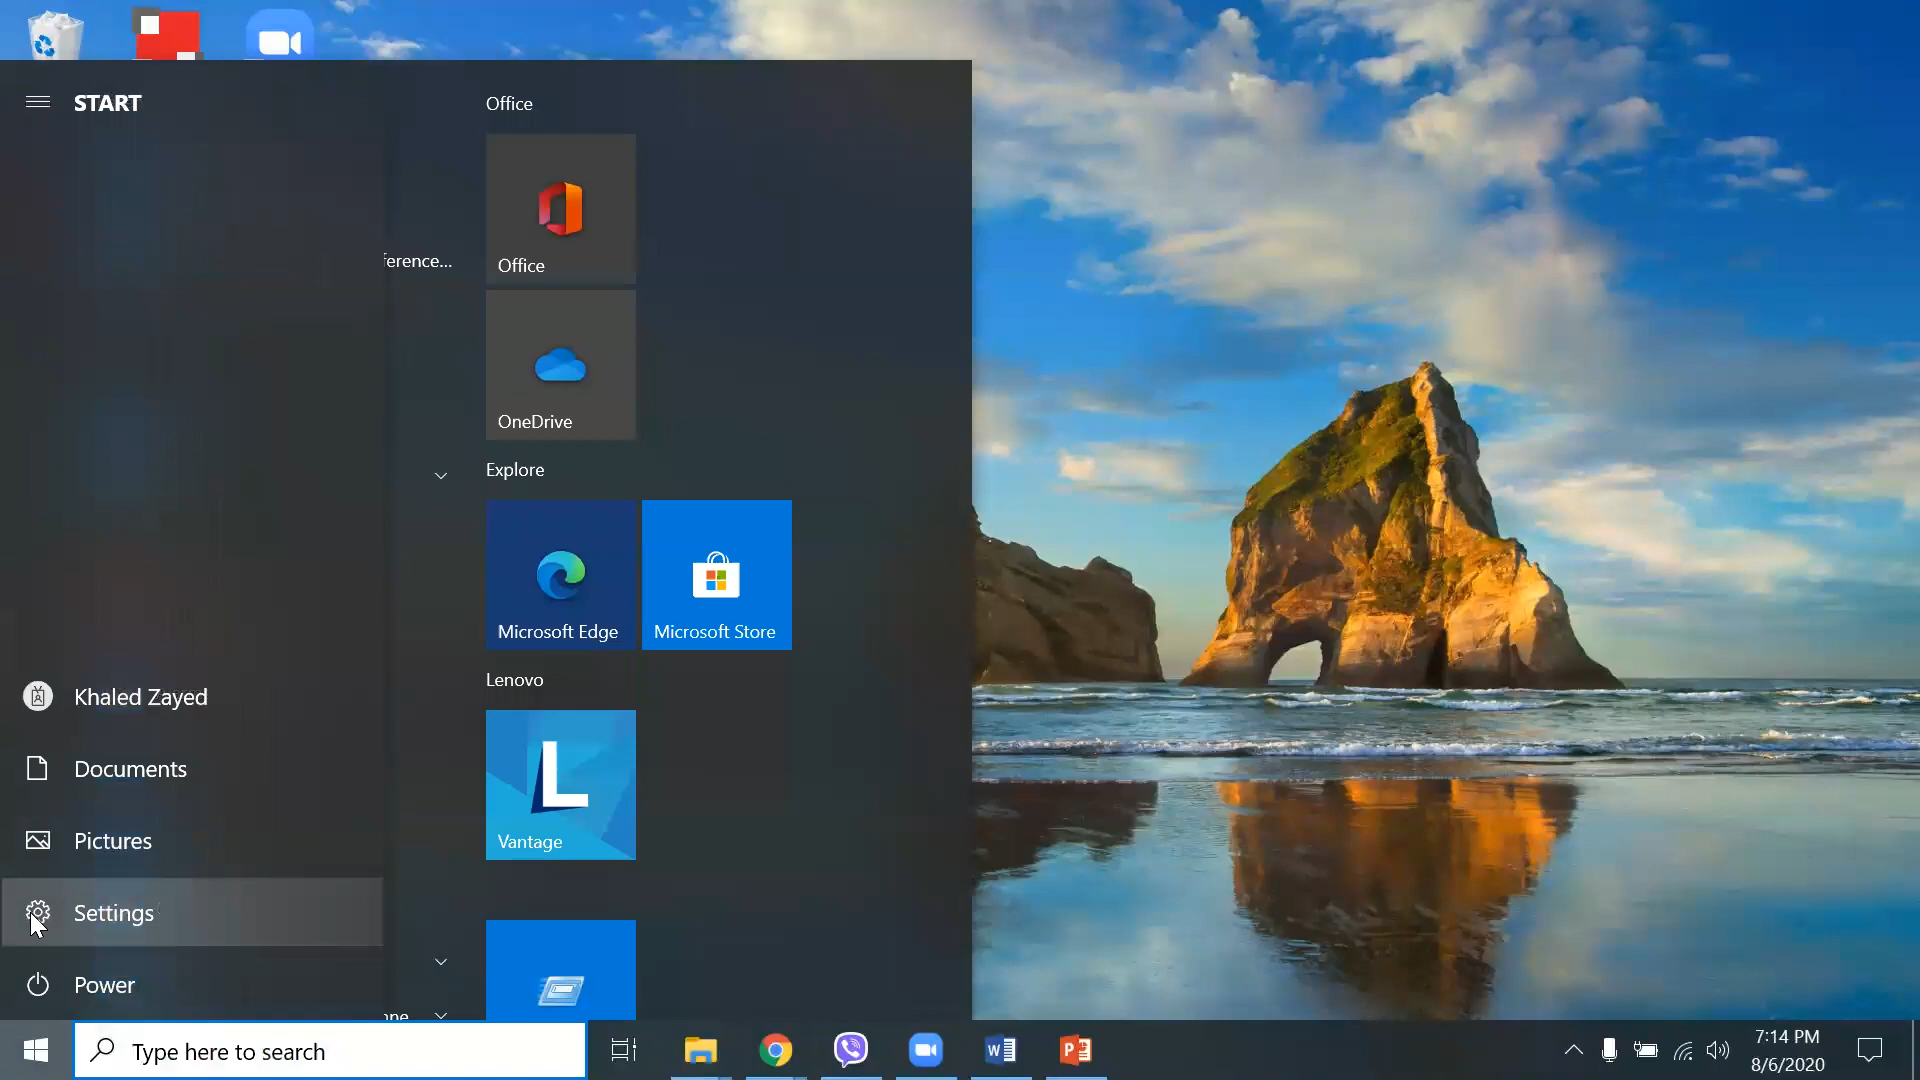 START
Khaled Zayed
Documents
Pictures
Settings
Power
ference...
Office
Office
OneDrive
Explore
Microsoft Edge
Microsoft Store
Lenovo
L
Vantage
Type here to search
W
P
7:14 PM
8/6/2020